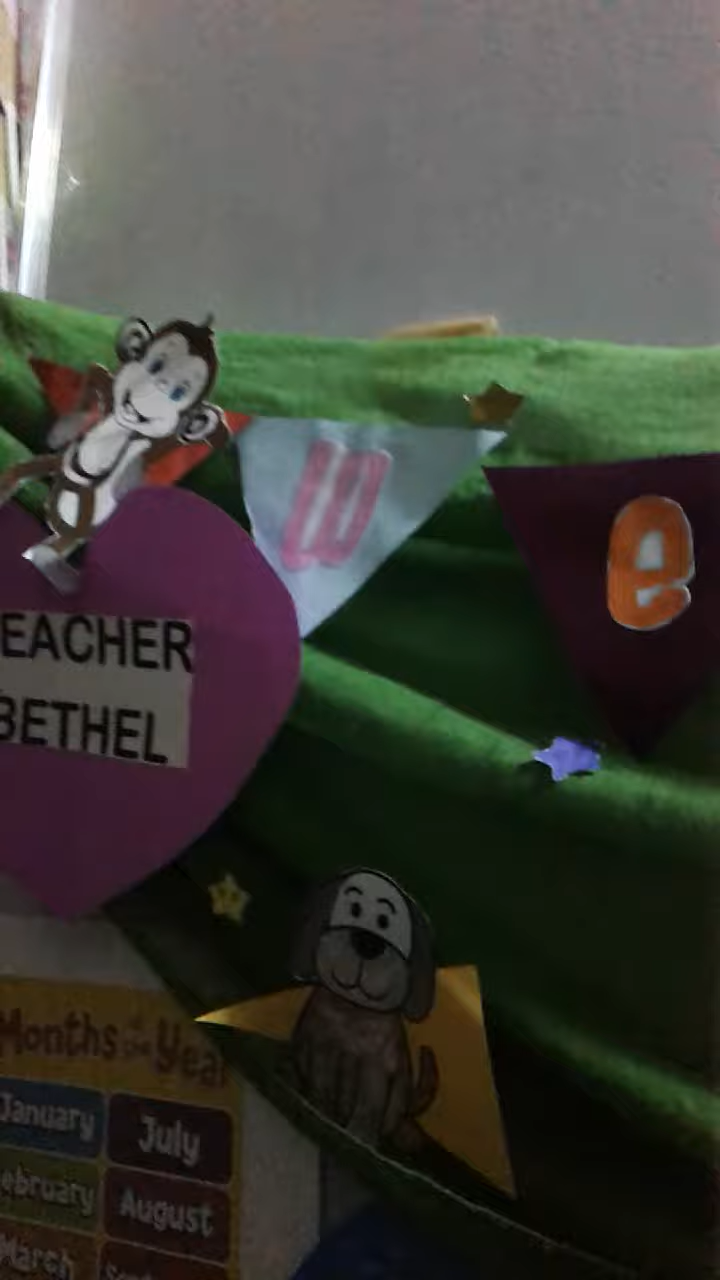 w
e
EACHER
BETHEL
Months of the Year
January July
ebruary August
March